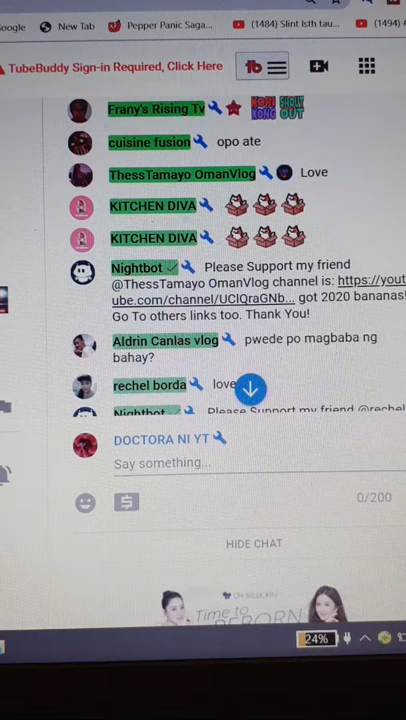 oogle
New Tab
Pepper Panic Saga...
(1484) Slint Isth tau...
(1494)
TubeBuddy Sign-in Required, Click Here
Frany's Rising Tv KONG SHOUT OUT
cuisine fusion opo ate
ThessTamayo OmanVlog Love
KITCHEN DIVA
KITCHEN DIVA
Nightbot Please Support my friend
@ThessTamayo OmanVlog channel is: https://yout
ube.com/channel/UClQraGNb... got 2020 bananas!
Go To others links too. Thank You!
Aldrin Canlas vlog pwede po magbaba ng
bahay?
rechel borda love
Nightbot Please Support my friend @rechel
DOCTORA NI YT
Say something...
0/200
HIDE CHAT
Time to
REBORN
24%